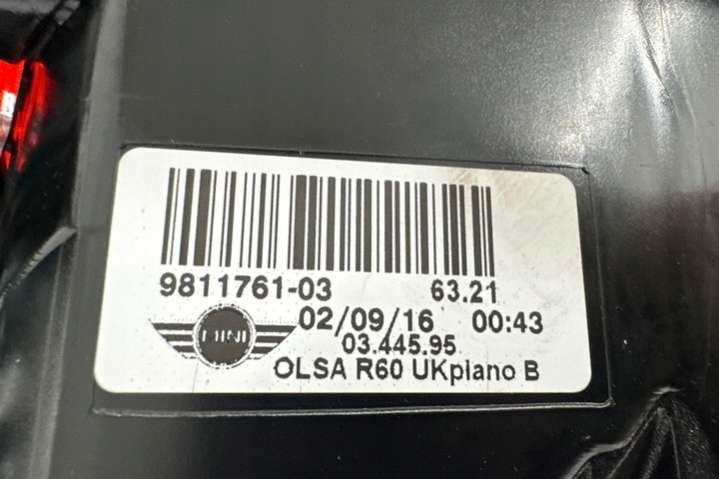 9811761-03 63.21
02/09/16 00:43
MINI
03.445.95
OLSA R60 UKpiano B